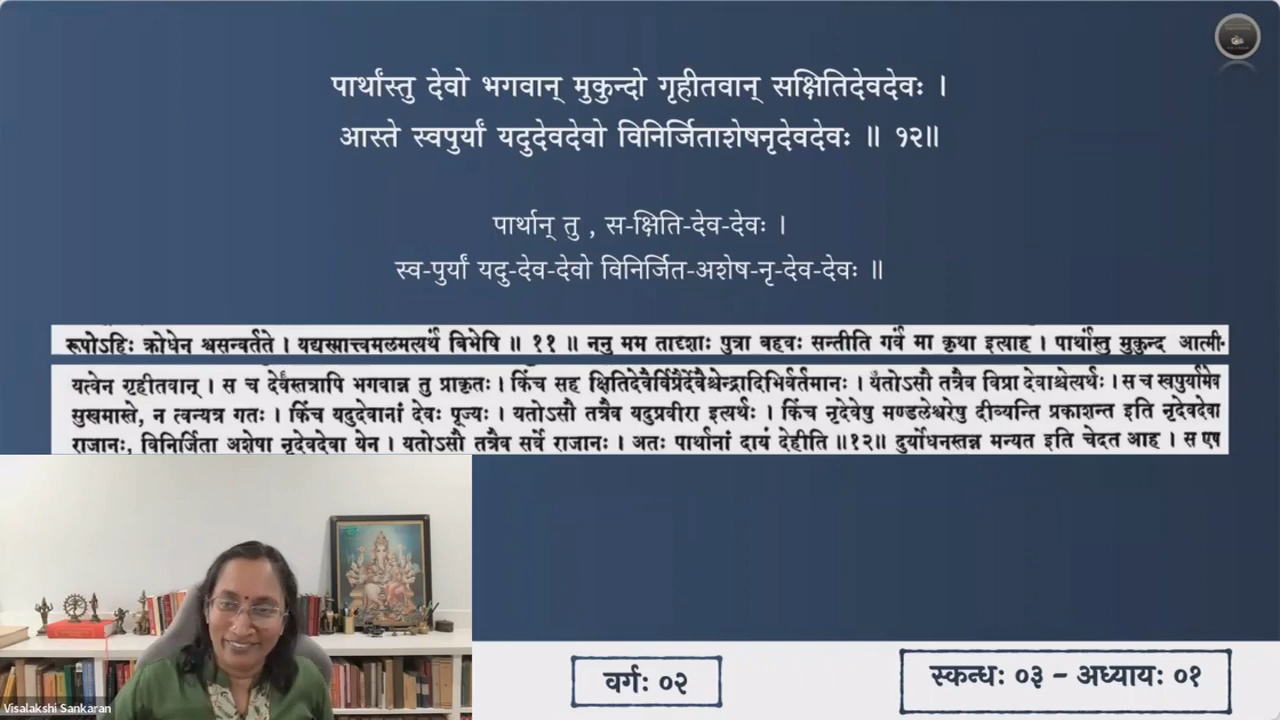 पार्थांस्तु देवो भगवान् मुकुन्दो गृहीतवान् सक्षितिदेवदेवः ।
आस्ते स्वपुर्यां यदुदेवदेवो विनिर्जिताशेषनृदेवदेवः ॥ १२॥
पार्थान् तु , स-क्षिति-देव-देवः ।
स्व-पुर्यां यदु-देव-देवो विनिर्जित-अशेष-नृ-देव-देवः ॥
रूपोऽहिः क्रोधेन श्वसन्वर्तते । यद्यस्मात्त्वमलमत्यर्थं बिभेषि ॥ ११ ॥ ननु मम तादृशाः पुत्रा बहवः सन्तीति गर्वं मा कृथा इत्याह । पार्थांस्तु मुकुन्द आत्मी-
यत्वेन गृहीतवान् । स च देवस्तत्रापि भगवान्न तु प्राकृतः । किंच सह क्षितिदेवैर्विप्रैर्देवैश्चेन्द्रादिभिर्वर्तमानः । यतोऽसौ तत्रैव विप्रा देवाश्चेत्यर्थः । स च स्वपुर्यामेव
सुखमास्ते, न त्वन्यत्र गतः । किंच यदुदेवानां देवः पूज्यः । यतोऽसौ तत्रैव यदुप्रवीरा इत्यर्थः । किंच नृदेवेषु मण्डलेश्वरेषु दीव्यन्ति प्रकाशन्त इति नृदेवदेवा
राजानः, विनिर्जिता अशेषा नृदेवदेवा येन । यतोऽसौ तत्रैव सर्वे राजानः । अतः पार्थानां दायं देहीति ॥१२॥ दुर्योधनस्तन्न मन्यत इति चेदत आह । स एष
Visalakshi Sankaran
वर्गः ०२
स्कन्धः ०३ - अध्यायः ०१